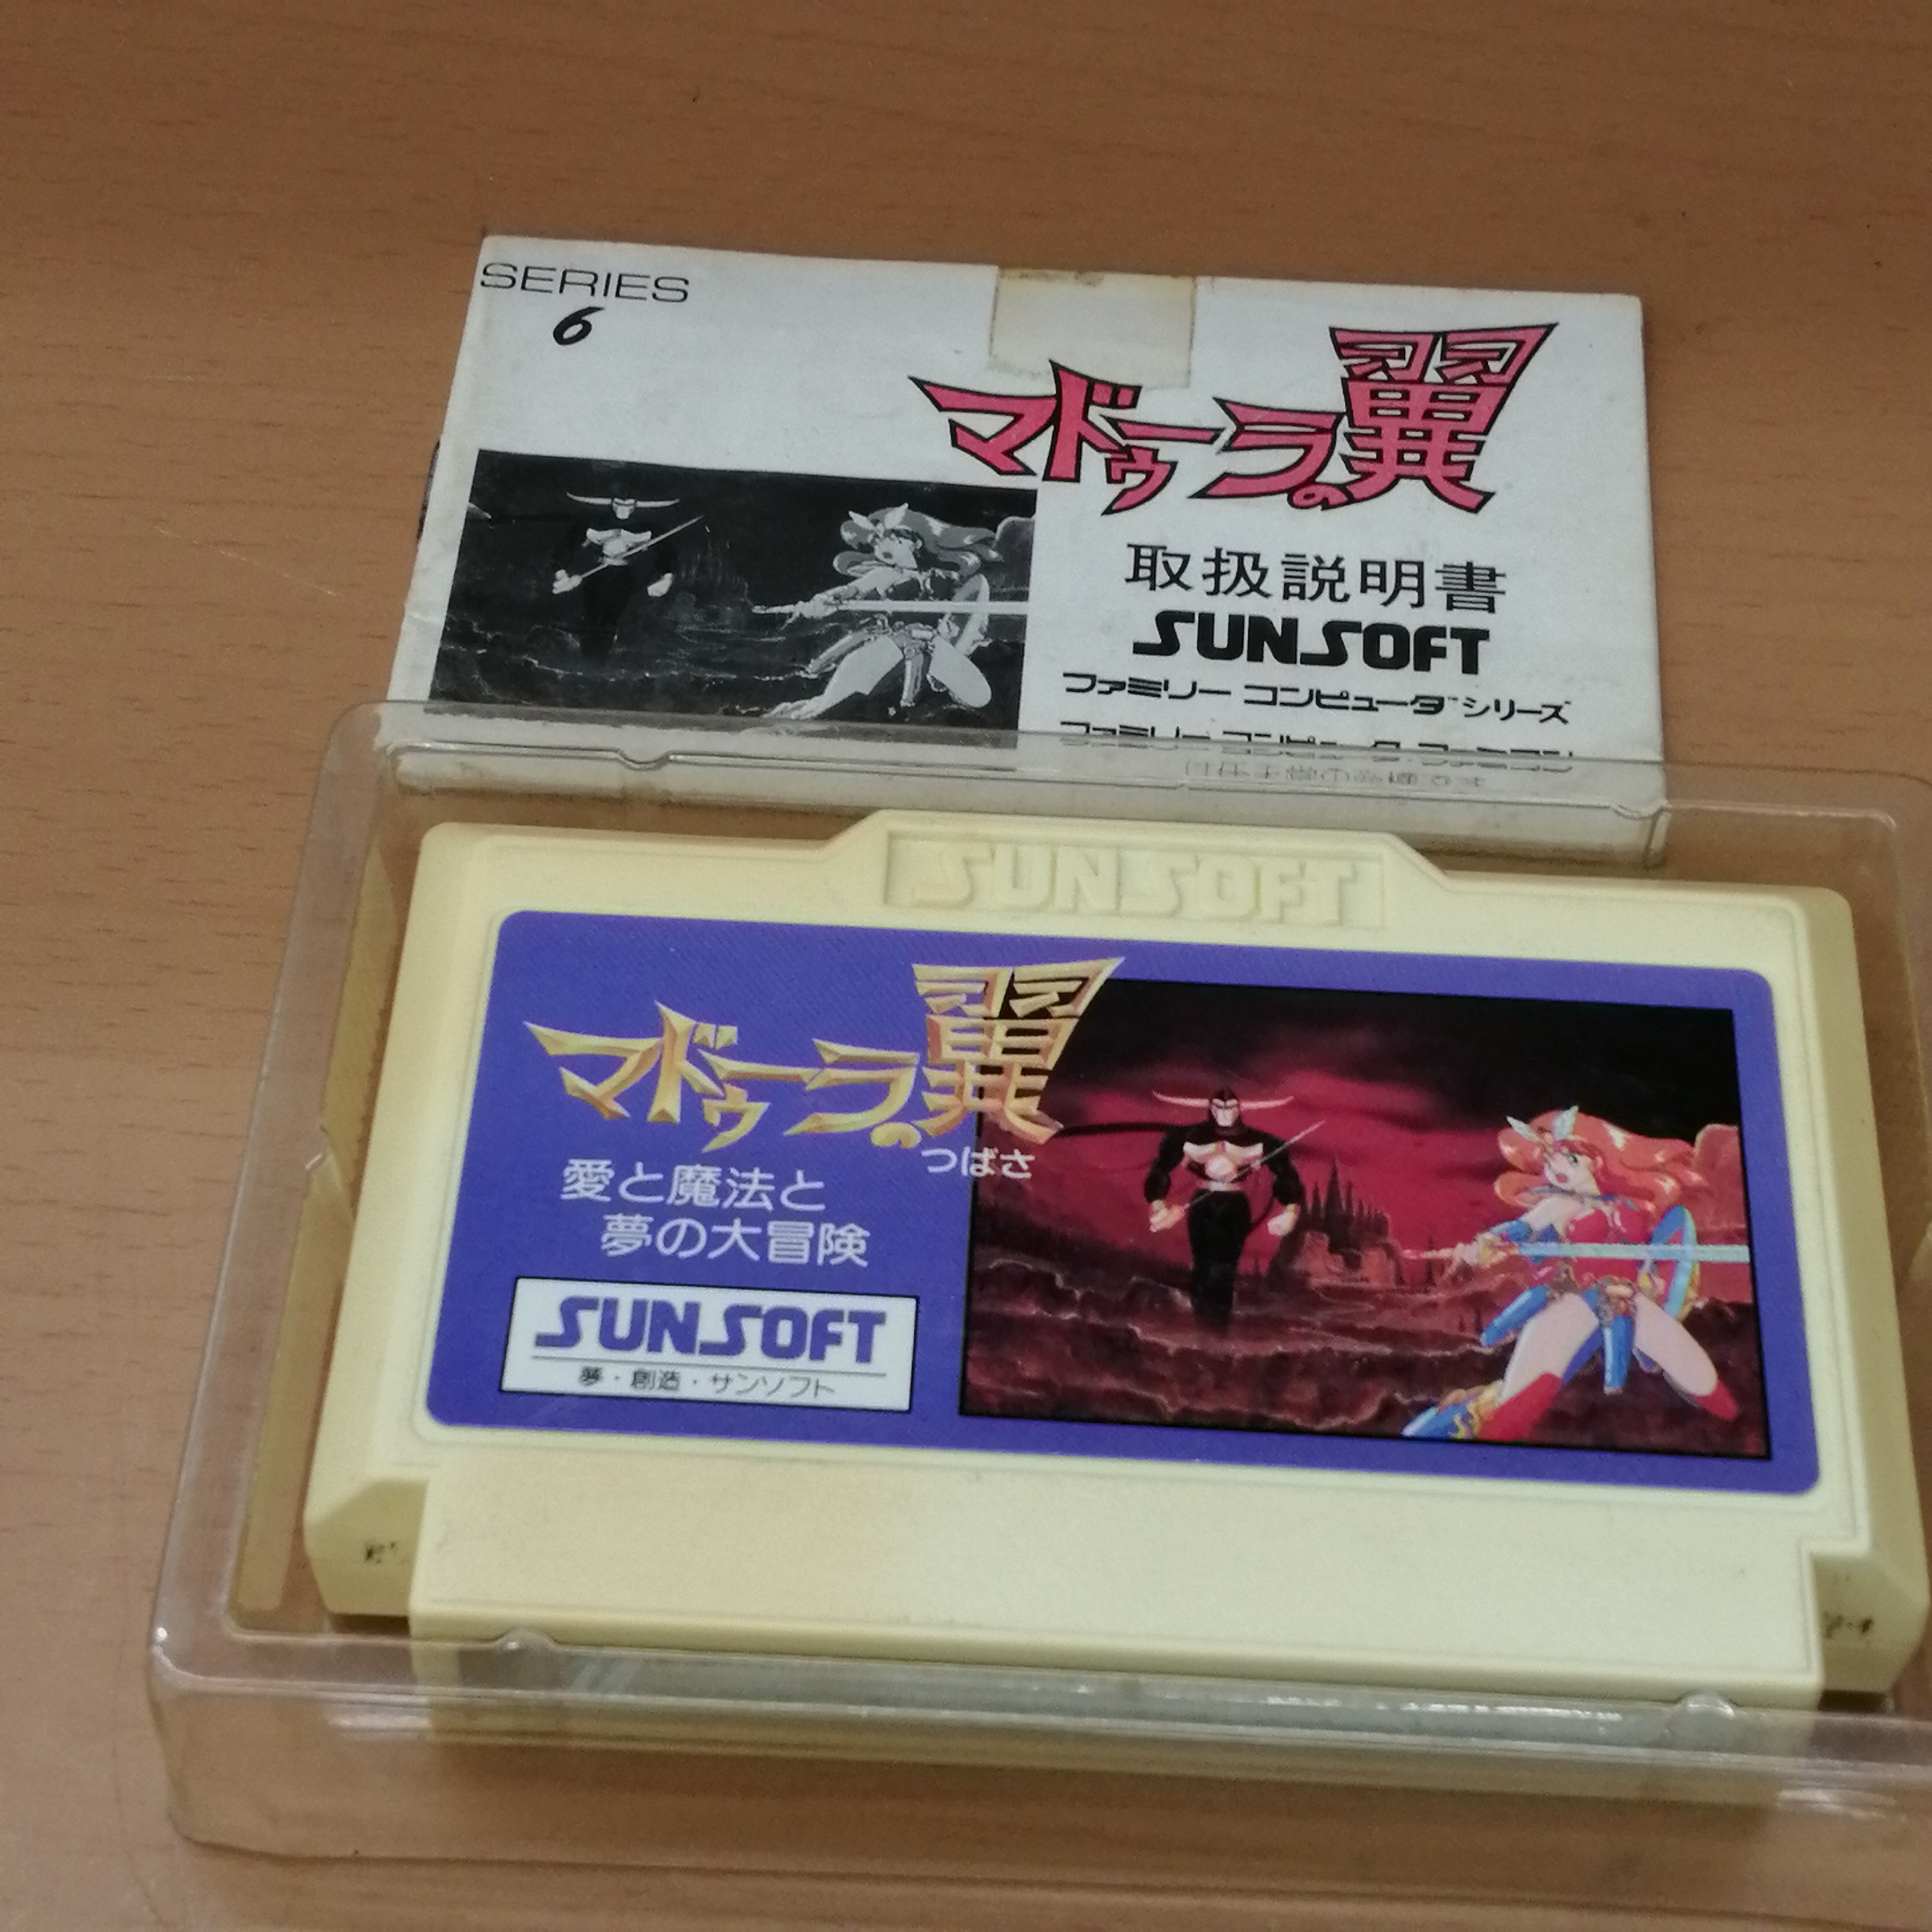 SERIES
6
マドゥーラの翼
取扱説明書
SUNSOFT
ファミリー コンピュータ™シリーズ
SUNSOFT
マドゥーラの翼
つばさ
愛と魔法と
夢の大冒険
SUNSOFT
夢・創造・サンソフト